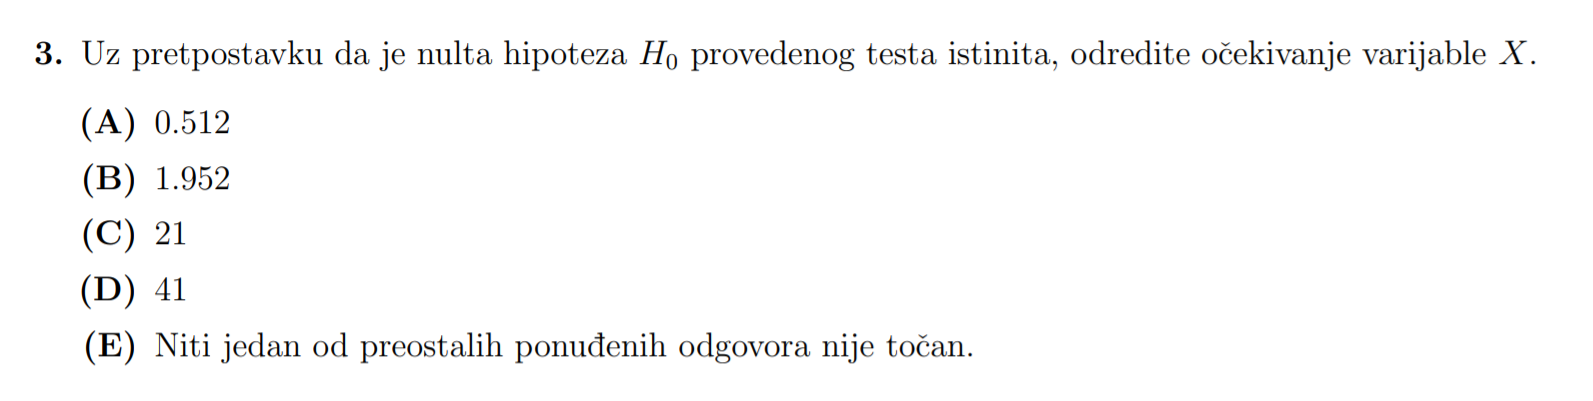 3. Uz pretpostavku da je nulta hipoteza H₀ provedenog testa istinita, odredite očekivanje varijable X.
(A) 0.512
(B) 1.952
(C) 21
(D) 41
(E) Niti jedan od preostalih ponuđenih odgovora nije točan.